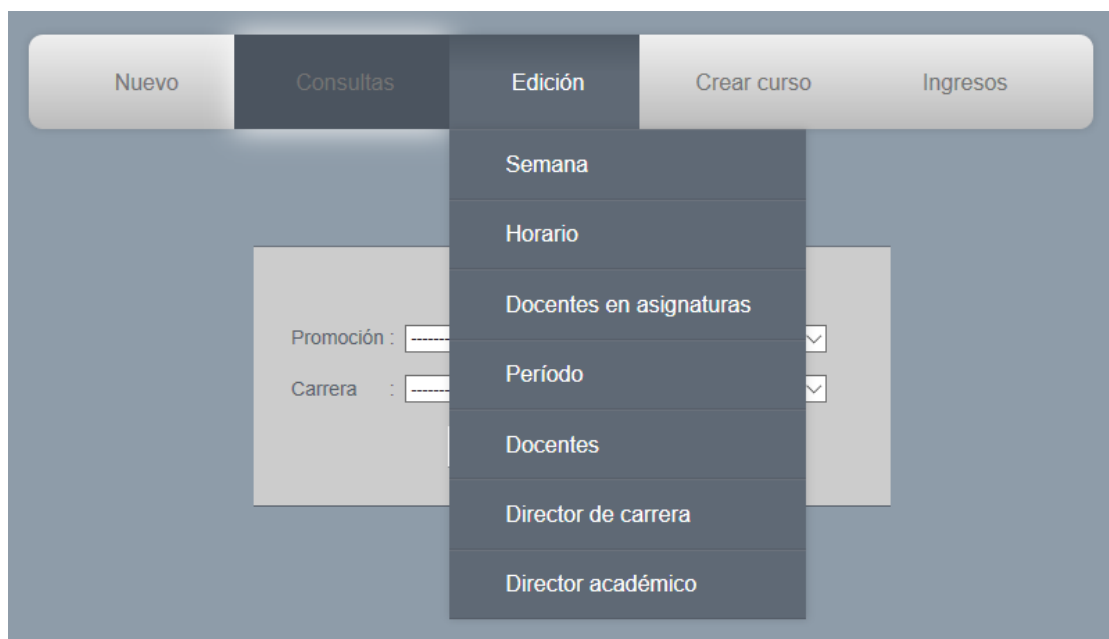 Nuevo Consultas Edición Crear curso Ingresos
Semana
Horario
Docentes en asignaturas
Promoción : -------
Período
Carrera : -------
Docentes
Director de carrera
Director académico